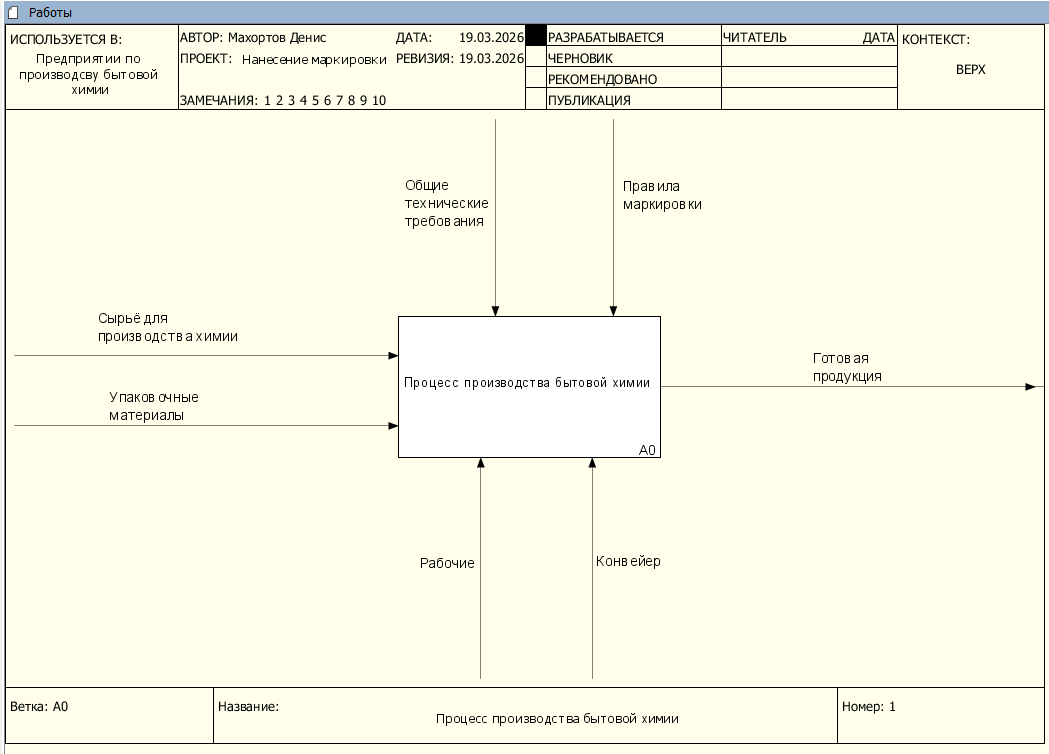 Работы
ИСПОЛЬЗУЕТСЯ В:
Предприятии по
производсву бытовой
химии
АВТОР: Махортов Денис
ДАТА: 19.03.2026
ПРОЕКТ: Нанесение маркировки
РЕВИЗИЯ: 19.03.2026
ЗАМЕЧАНИЯ: 1 2 3 4 5 6 7 8 9 10
РАЗРАБАТЫВАЕТСЯ
ЧЕРНОВИК
РЕКОМЕНДОВАНО
ПУБЛИКАЦИЯ
ЧИТАТЕЛЬ ДАТА
КОНТЕКСТ:
ВЕРХ
Общие
технические
требования
Правила
маркировки
Сырьё для
производства химии
Упаковочные
материалы
Процесс производства бытовой химии
A0
Готовая
продукция
Рабочие
Конвейер
Ветка: A0
Название:
Процесс производства бытовой химии
Номер: 1